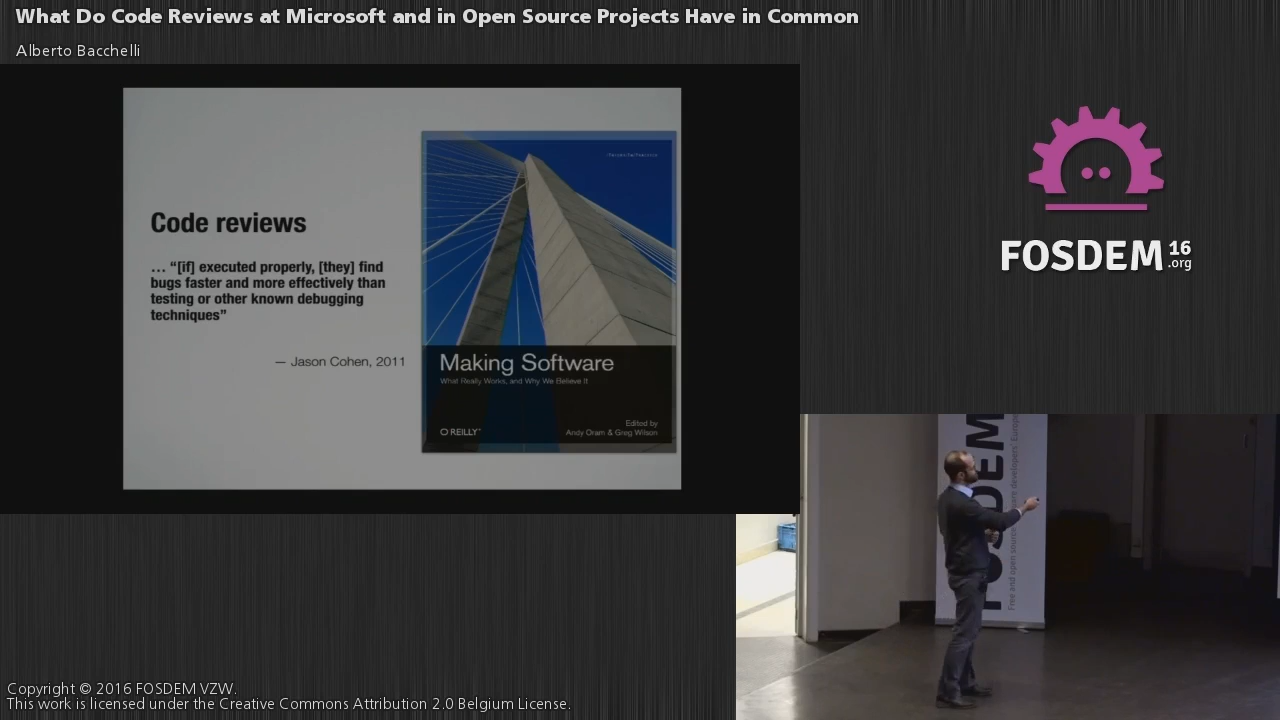 What Do Code Reviews at Microsoft and in Open Source Projects Have in Common
Alberto Bacchelli
Code reviews
… “[if] executed properly, [they] find
bugs faster and more effectively than
testing or other known debugging
techniques”
— Jason Cohen, 2011
Making Software
What Really Works, and Why We Believe It
O'REILLY
Edited by
Andy Oram & Greg Wilson
FOSDEM 16
.org
FOSDEM
Copyright © 2016 FOSDEM VZW.
This work is licensed under the Creative Commons Attribution 2.0 Belgium License.